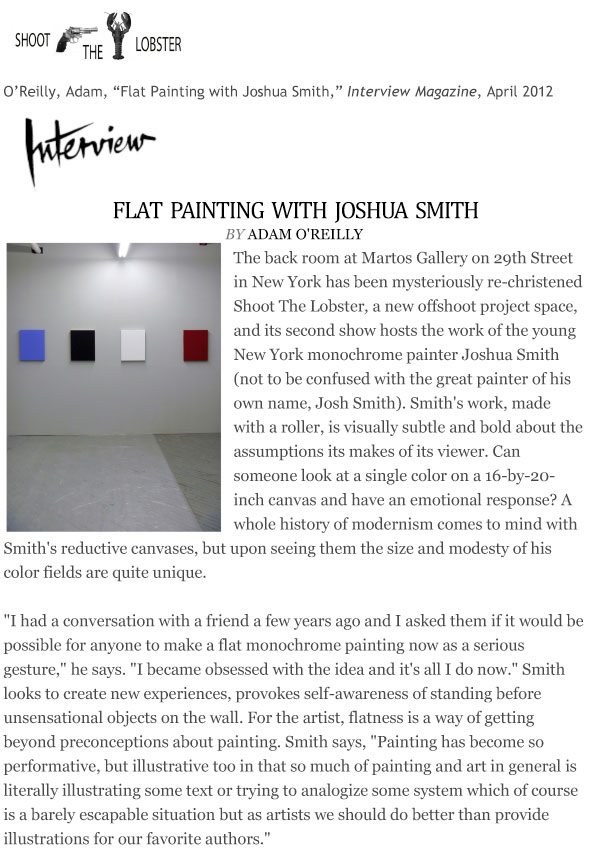 SHOOT THE LOBSTER
O'Reilly, Adam, “Flat Painting with Joshua Smith,” Interview Magazine, April 2012
Interview
FLAT PAINTING WITH JOSHUA SMITH
BY ADAM O'REILLY
The back room at Martos Gallery on 29th Street
in New York has been mysteriously re-christened
Shoot The Lobster, a new offshoot project space,
and its second show hosts the work of the young
New York monochrome painter Joshua Smith
(not to be confused with the great painter of his
own name, Josh Smith). Smith's work, made
with a roller, is visually subtle and bold about the
assumptions its makes of its viewer. Can
someone look at a single color on a 16-by-20-
inch canvas and have an emotional response? A
whole history of modernism comes to mind with
Smith's reductive canvases, but upon seeing them the size and modesty of his
color fields are quite unique.
"I had a conversation with a friend a few years ago and I asked them if it would be
possible for anyone to make a flat monochrome painting now as a serious
gesture," he says. "I became obsessed with the idea and it's all I do now." Smith
looks to create new experiences, provokes self-awareness of standing before
unsensational objects on the wall. For the artist, flatness is a way of getting
beyond preconceptions about painting. Smith says, "Painting has become so
performative, but illustrative too in that so much of painting and art in general is
literally illustrating some text or trying to analogize some system which of course
is a barely escapable situation but as artists we should do better than provide
illustrations for our favorite authors."